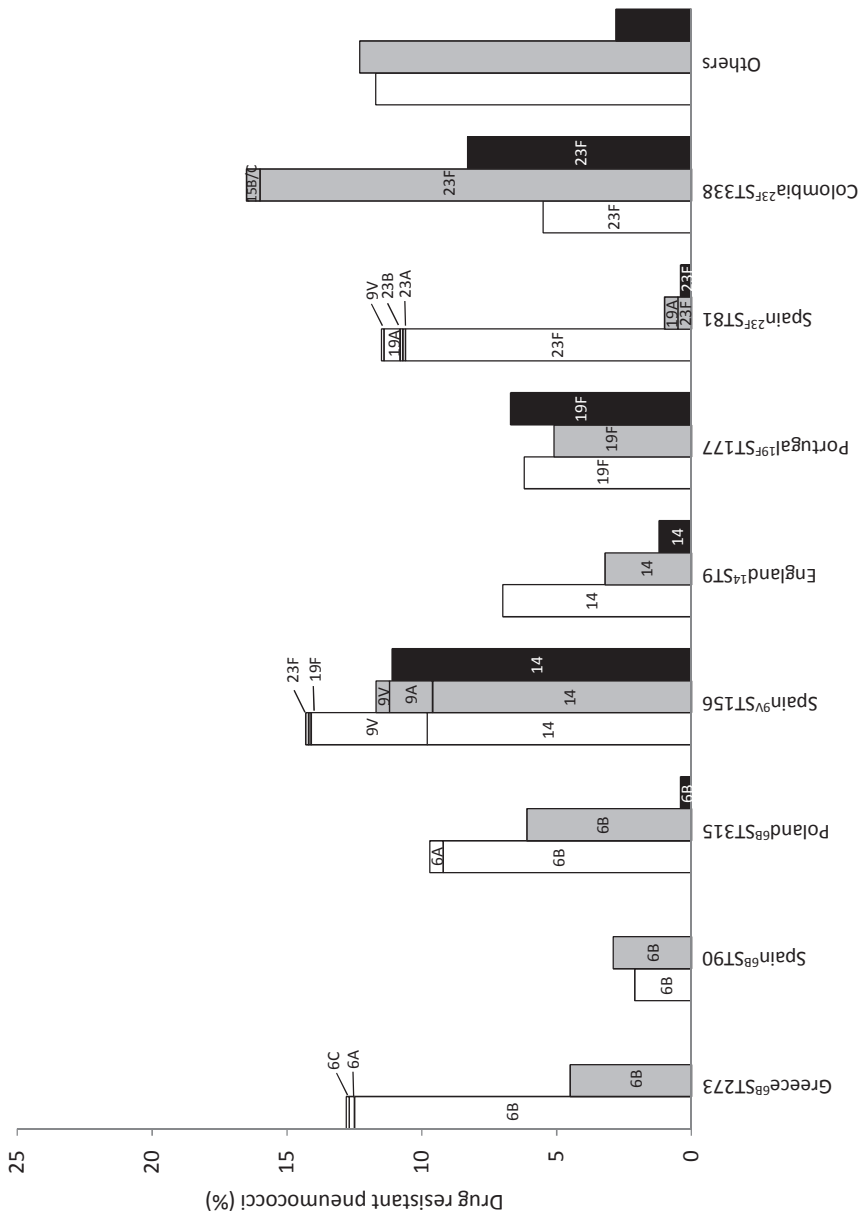 Drug resistant pneumococci (%)
25
20
15
10
5
0
6C
6A
6B
6B
Greece⁶ᴮST273
6B
6B
Spain⁶ᴮST90
6A
6B
6B
6B
Poland⁶ᴮST315
23F
19F
9V
14
9V
9A
14
14
Spain⁹ⱽST156
14
14
14
England¹⁴ST9
19F
19F
19F
Portugal¹⁹ꟳST177
9V
23B
23A
19A
23F
19A
23F
23F
Spain²³ꟳST81
23F
15B/C
23F
23F
Colombia²³ꟳST338
Others